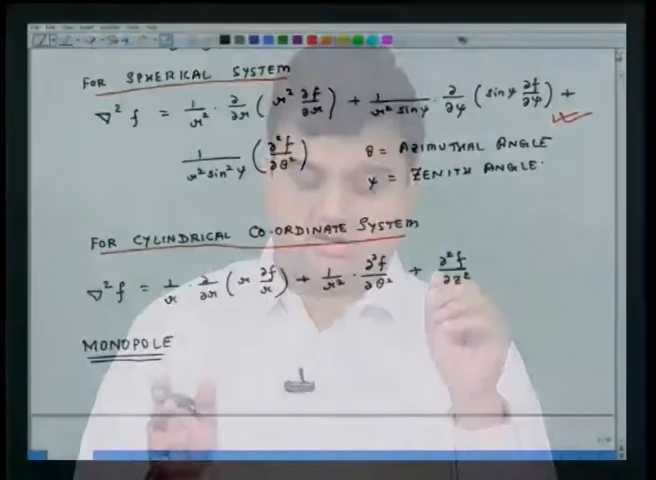 FOR SPHERICAL SYSTEM
∇²f = 1/r² · ∂/∂r (r² ∂f/∂r) + 1/r² sinψ · ∂/∂ψ (sinψ ∂f/∂ψ) +
1/r² sin²ψ (∂²f/∂θ²) θ = AZIMUTHAL ANGLE
ψ = ZENITH ANGLE.
FOR CYLINDRICAL CO-ORDINATE SYSTEM
∇²f = 1/r · ∂/∂r (r ∂f/r) + 1/r² · ∂²f/∂θ² + ∂²f/∂z²
MONOPOLE